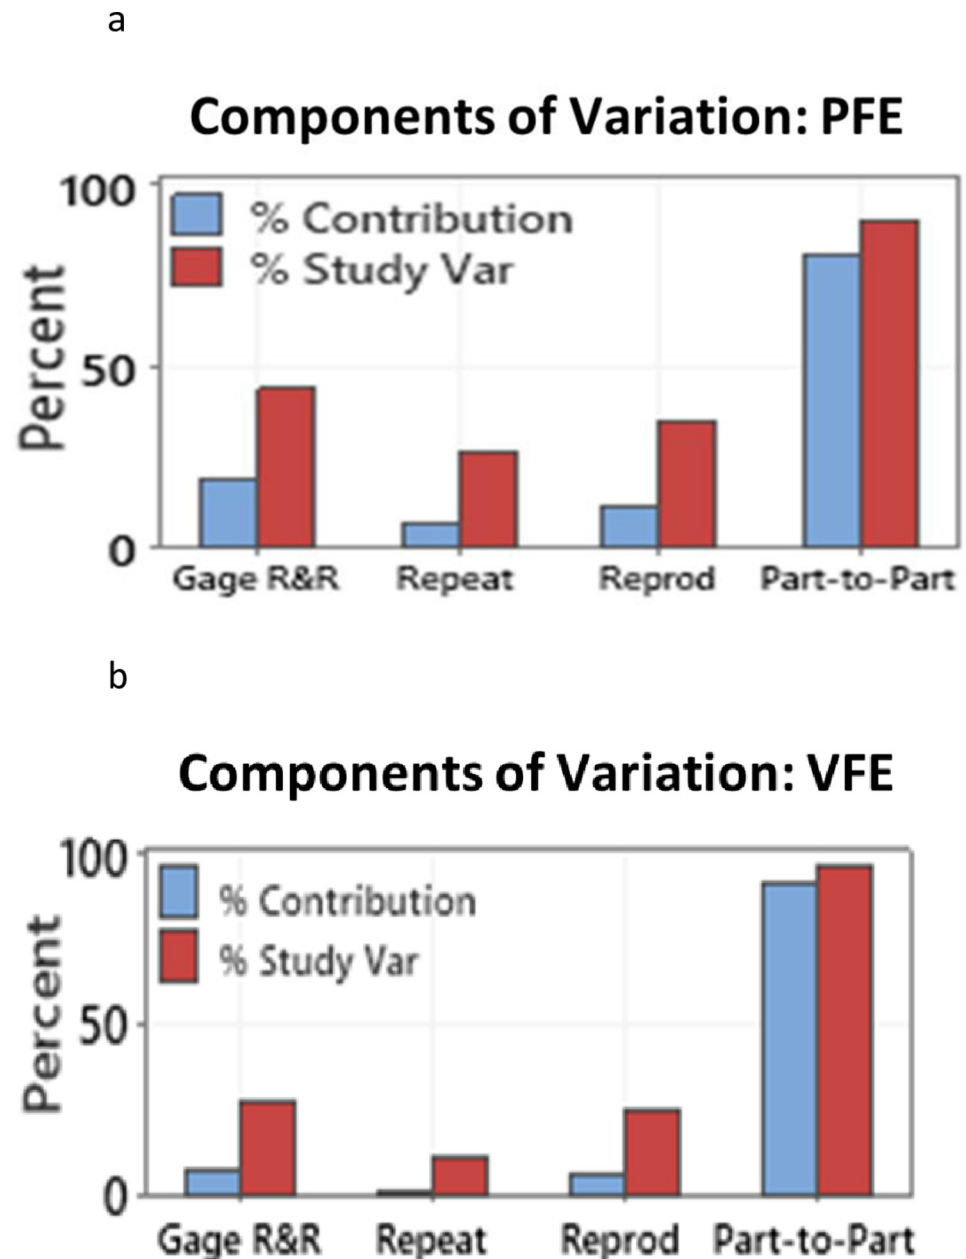 a
Components of Variation: PFE
% Contribution
% Study Var
Percent
100
50
0
Gage R&R Repeat Reprod Part-to-Part
b
Components of Variation: VFE
% Contribution
% Study Var
Percent
100
50
0
Gage R&R Repeat Reprod Part-to-Part